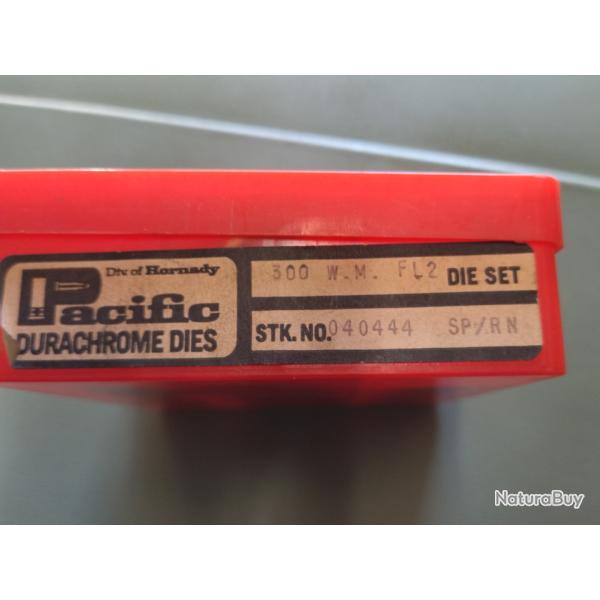 Div. of Hornady
Pacific
DURACHROME DIES
300 W.M. FL2 DIE SET
STK. NO. 040444 SP/RN
NaturaBuy